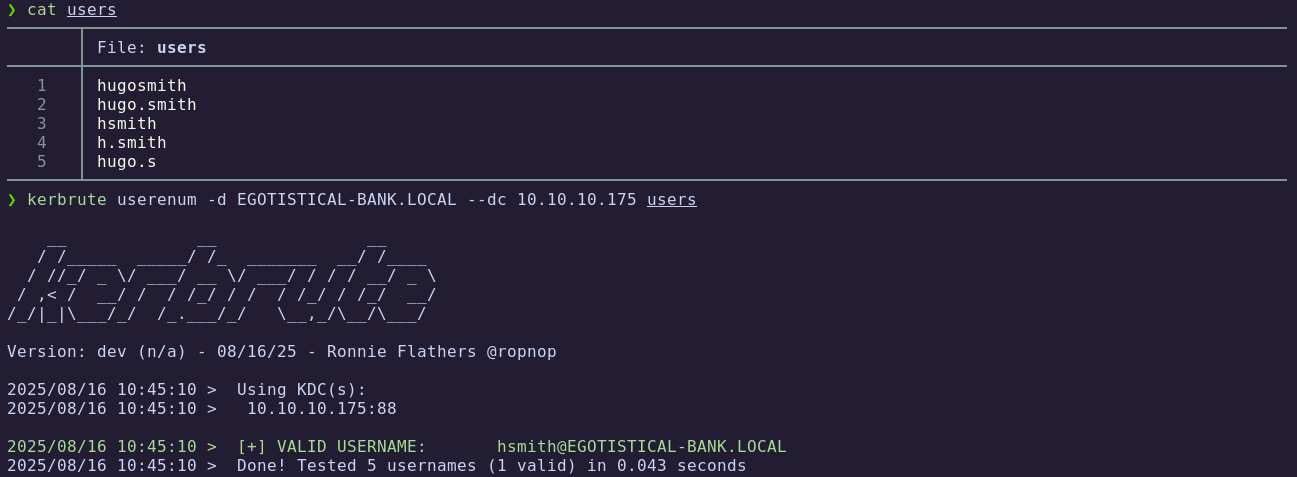 ❯ cat users
File: users
1 hugosmith
2 hugo.smith
3 hsmith
4 h.smith
5 hugo.s
❯ kerbrute userenum -d EGOTISTICAL-BANK.LOCAL --dc 10.10.10.175 users
    __             __               __
   / /_____  _____/ /_  _______  __/ /____
  / //_/ _ \/ ___/ __ \/ ___/ / / / __/ _ \
 / ,< /  __/ /  / /_/ / /  / /_/ / /_/  __/
/_/|_|\___/_/  /_.___/_/   \__,_/\__/\___/
Version: dev (n/a) - 08/16/25 - Ronnie Flathers @ropnop
2025/08/16 10:45:10 >  Using KDC(s):
2025/08/16 10:45:10 >   10.10.10.175:88
2025/08/16 10:45:10 >  [+] VALID USERNAME:       hsmith@EGOTISTICAL-BANK.LOCAL
2025/08/16 10:45:10 >  Done! Tested 5 usernames (1 valid) in 0.043 seconds